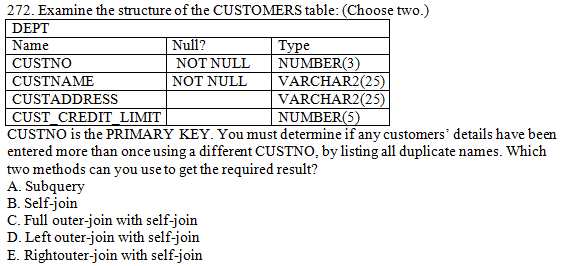 272. Examine the structure of the CUSTOMERS table: (Choose two.)
DEPT
Name Null? Type
CUSTNO NOT NULL NUMBER(3)
CUSTNAME NOT NULL VARCHAR2(25)
CUSTADDRESS VARCHAR2(25)
CUST_CREDIT_LIMIT NUMBER(5)
CUSTNO is the PRIMARY KEY. You must determine if any customers' details have been
entered more than once using a different CUSTNO, by listing all duplicate names. Which
two methods can you use to get the required result?
A. Subquery
B. Self-join
C. Full outer-join with self-join
D. Left outer-join with self-join
E. Rightouter-join with self-join